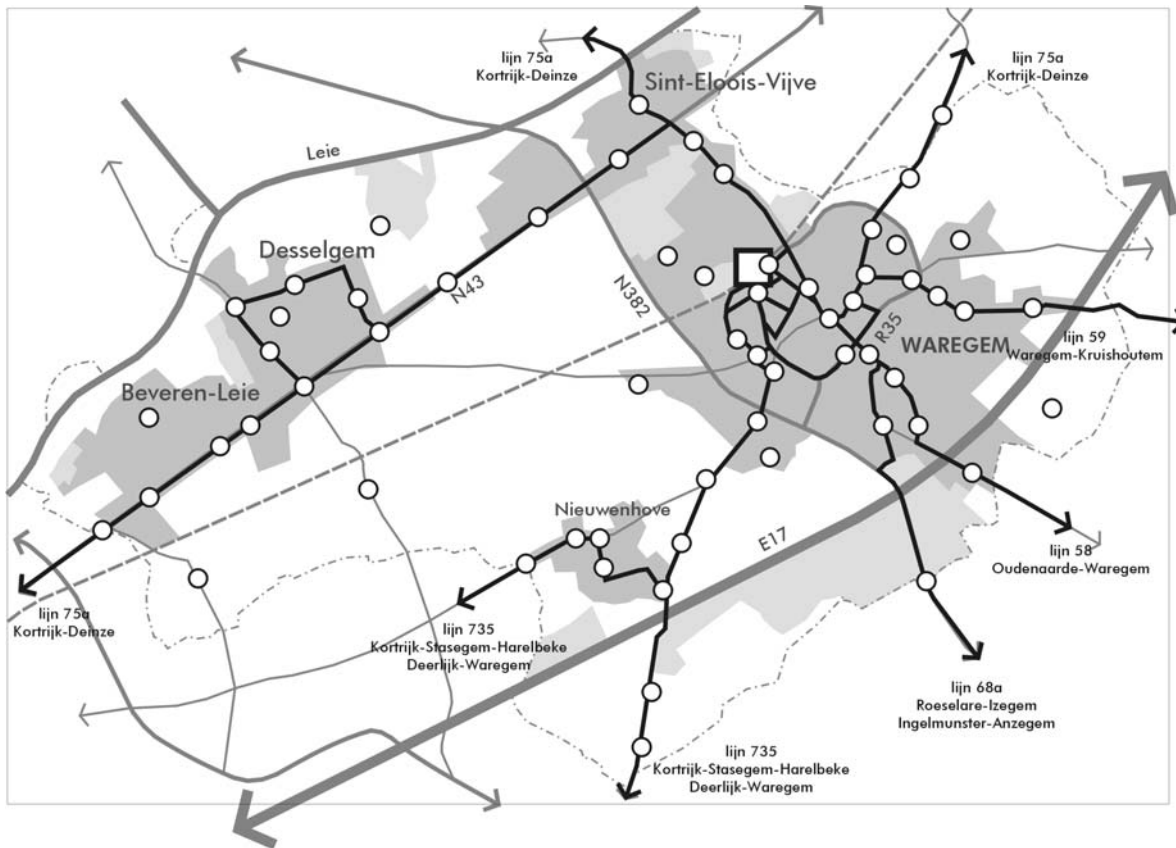 lijn 75a
Kortrijk-Deinze
lijn 75a
Kortrijk-Deinze
Sint-Eloois-Vijve
Leie
Desselgem
N43
N382
R35
WAREGEM
lijn 59
Waregem-Kruishoutem
Beveren-Leie
Nieuwenhove
E17
lijn 58
Oudenaarde-Waregem
lijn 75a
Kortrijk-Deinze
lijn 735
Kortrijk-Stasegem-Harelbeke
Deerlijk-Waregem
lijn 68a
Roeselare-Izegem
Ingelmunster-Anzegem
lijn 735
Kortrijk-Stasegem-Harelbeke
Deerlijk-Waregem